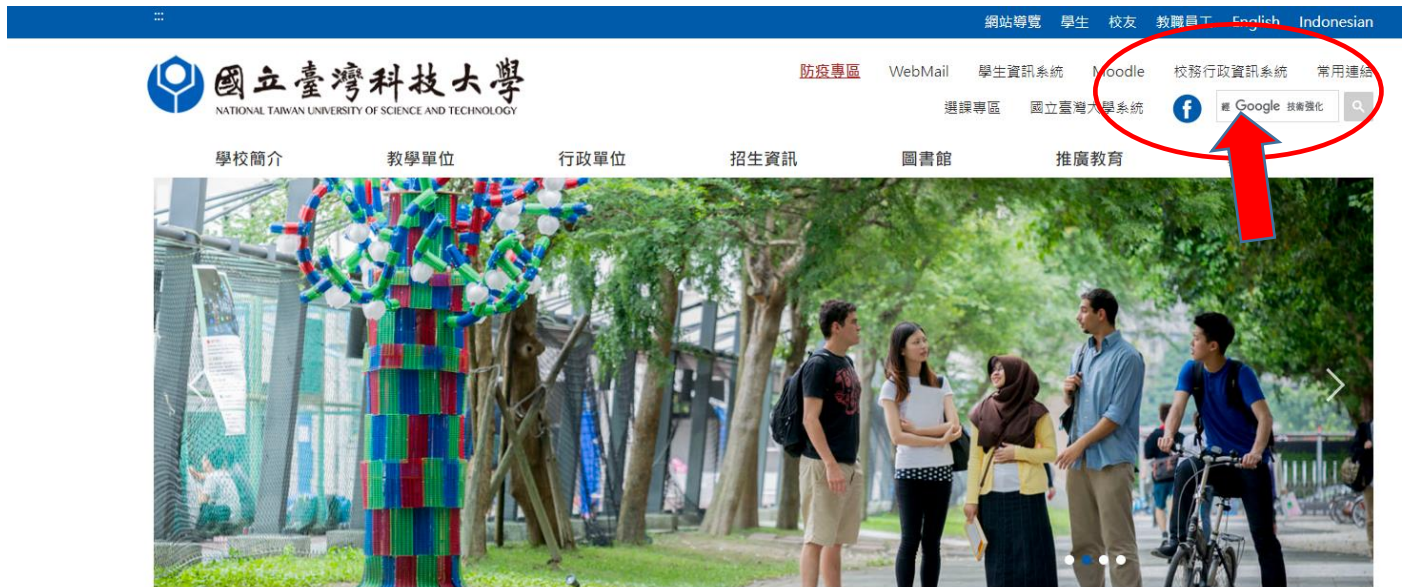 :::
網站導覽 學生 校友 教職員工 English Indonesian
國立臺灣科技大學
NATIONAL TAIWAN UNIVERSITY OF SCIENCE AND TECHNOLOGY
防疫專區 WebMail 學生資訊系統 Moodle 校務行政資訊系統 常用連結
選課專區 國立臺灣大學系統 f 經 Google 技術強化
學校簡介 教學單位 行政單位 招生資訊 圖書館 推廣教育